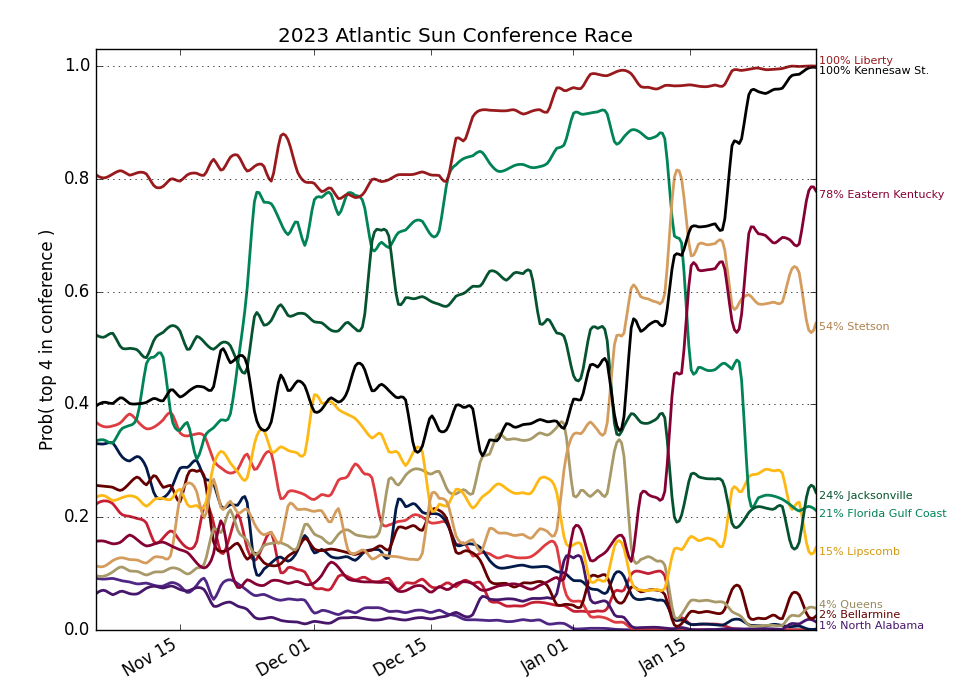 2023 Atlantic Sun Conference Race
Prob( top 4 in conference )
1.0
0.8
0.6
0.4
0.2
0.0
Nov 15
Dec 01
Dec 15
Jan 01
Jan 15
100% Liberty
100% Kennesaw St.
78% Eastern Kentucky
54% Stetson
24% Jacksonville
21% Florida Gulf Coast
15% Lipscomb
4% Queens
2% Bellarmine
1% North Alabama